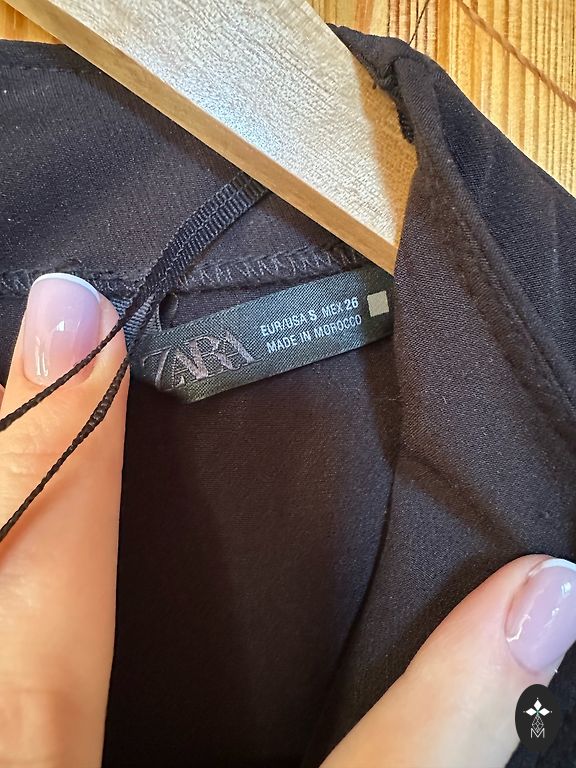 ZARA
EUR/USA S MEX 26
MADE IN MOROCCO
M